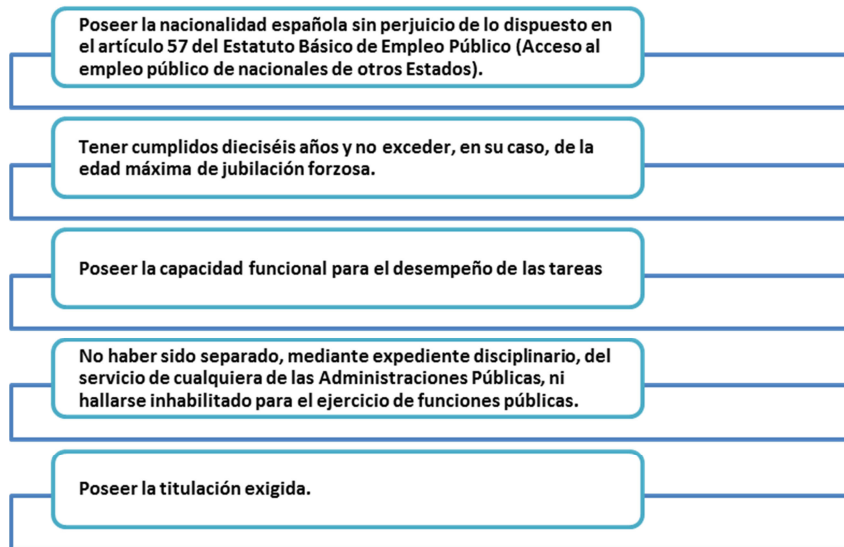 Poseer la nacionalidad española sin perjuicio de lo dispuesto en
el artículo 57 del Estatuto Básico de Empleo Público (Acceso al
empleo público de nacionales de otros Estados).
Tener cumplidos dieciséis años y no exceder, en su caso, de la
edad máxima de jubilación forzosa.
Poseer la capacidad funcional para el desempeño de las tareas
No haber sido separado, mediante expediente disciplinario, del
servicio de cualquiera de las Administraciones Públicas, ni
hallarse inhabilitado para el ejercicio de funciones públicas.
Poseer la titulación exigida.